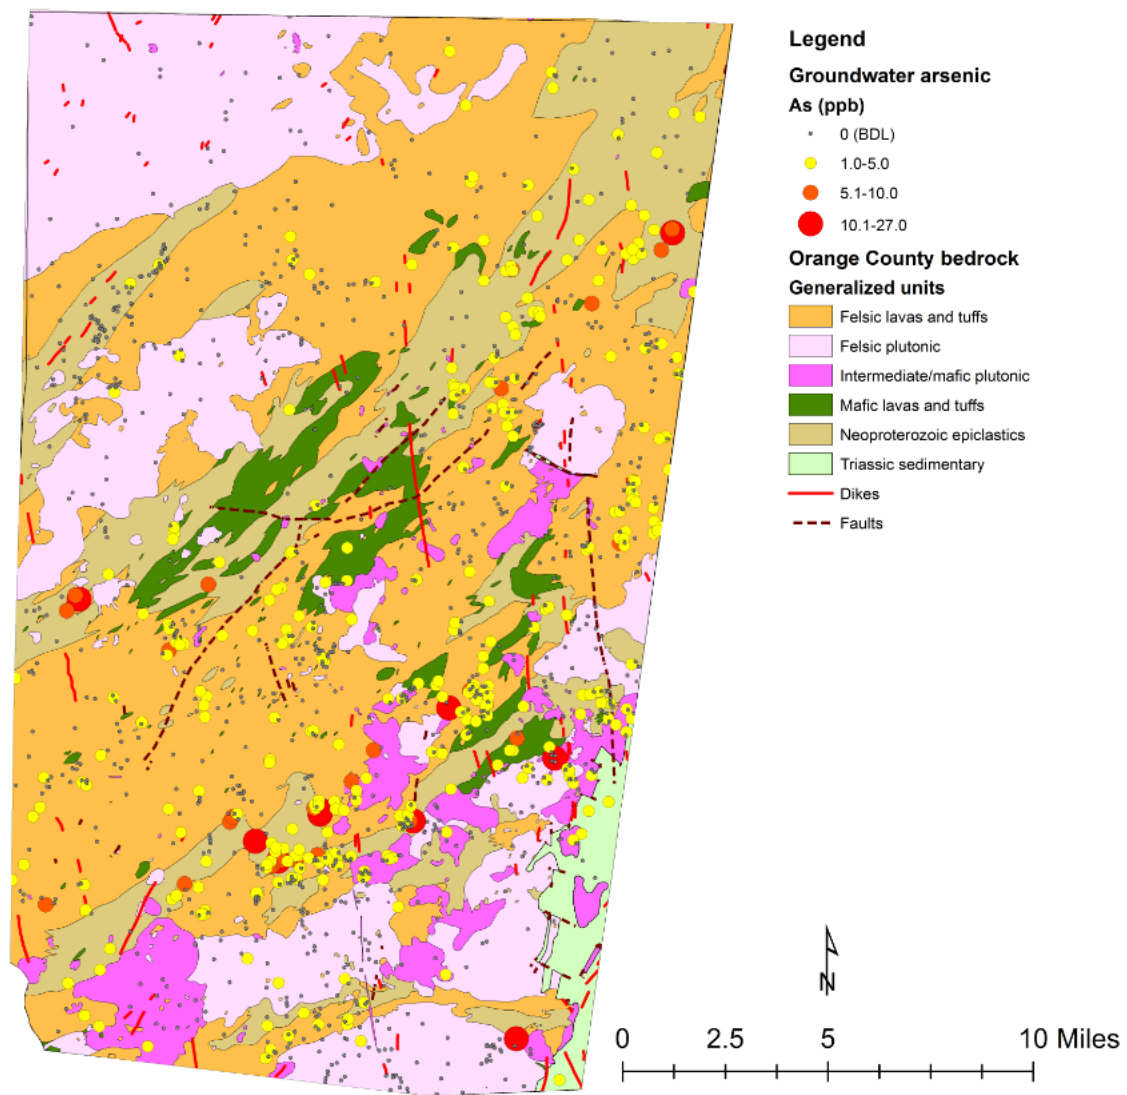 Legend
Groundwater arsenic
As (ppb)
0 (BDL)
1.0-5.0
5.1-10.0
10.1-27.0
Orange County bedrock
Generalized units
Felsic lavas and tuffs
Felsic plutonic
Intermediate/mafic plutonic
Mafic lavas and tuffs
Neoproterozoic epiclastics
Triassic sedimentary
Dikes
Faults
N
0 2.5 5 10 Miles